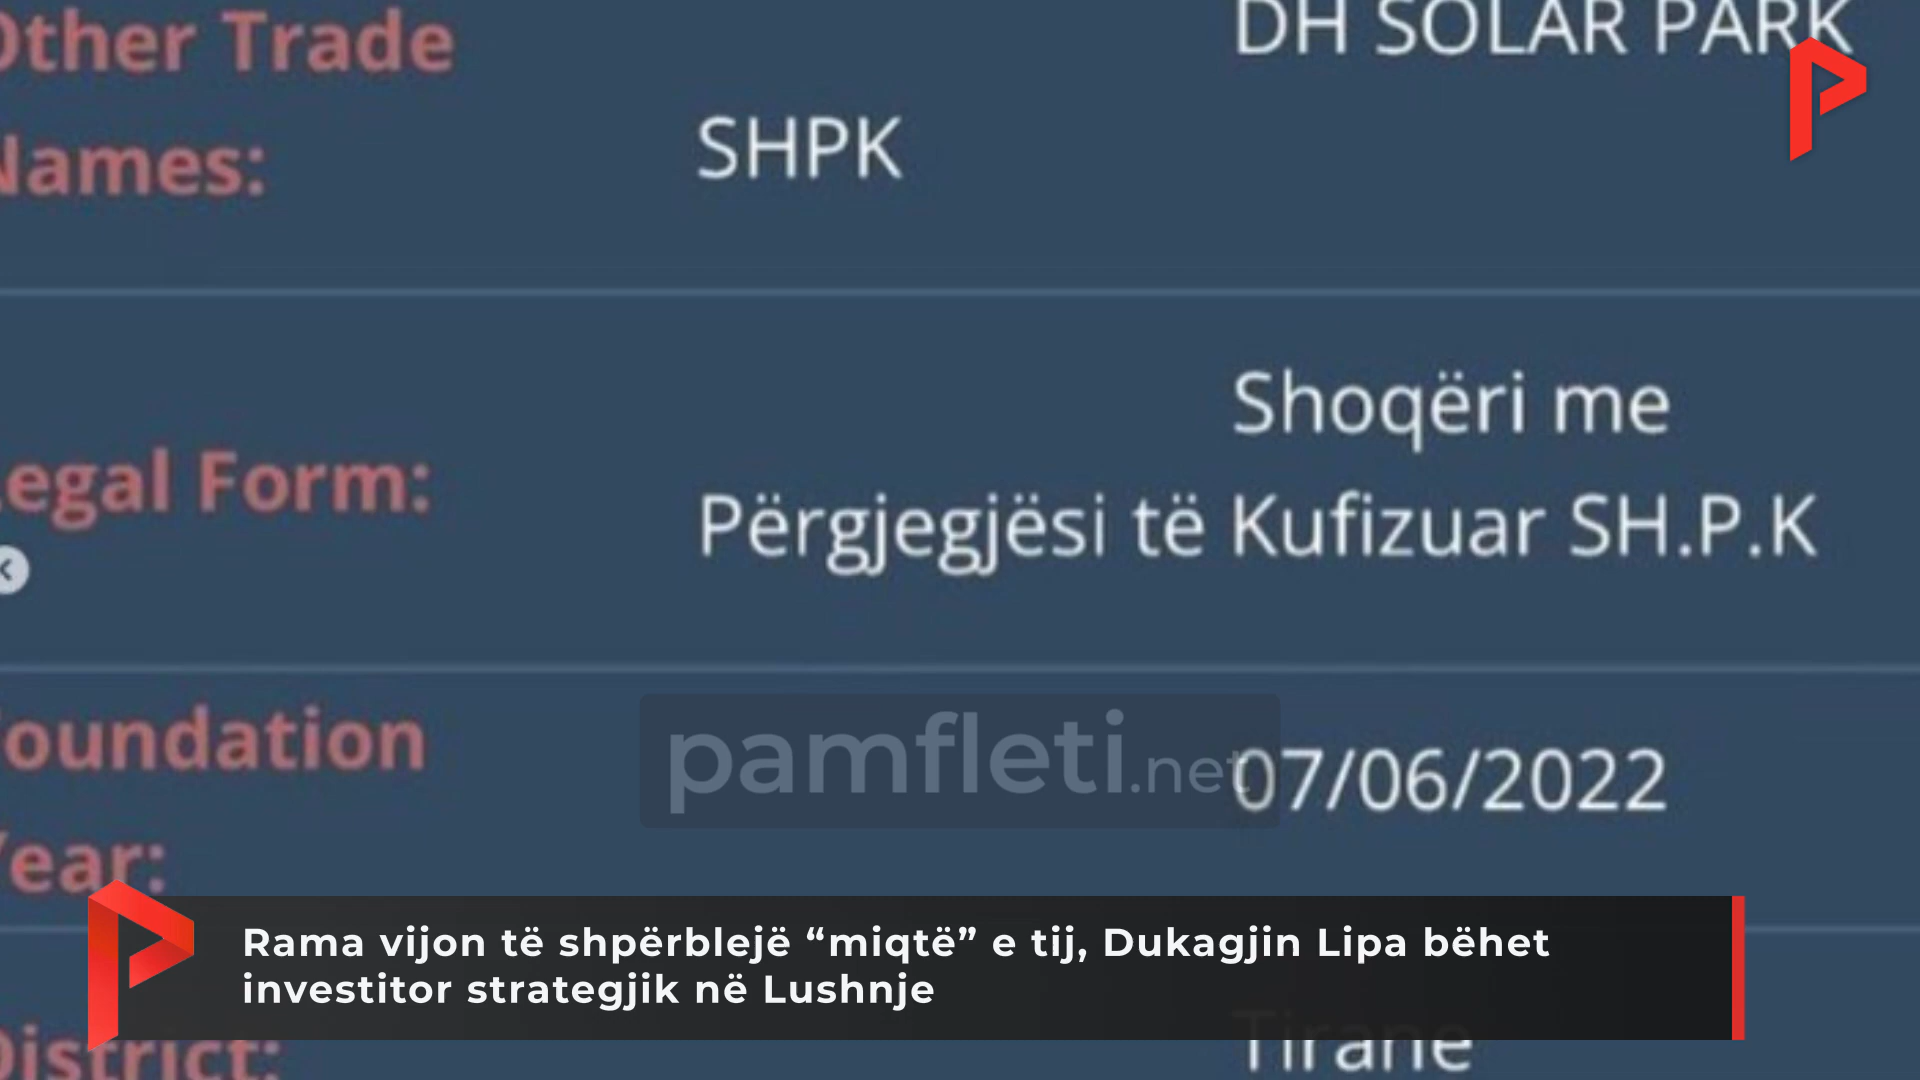 Other Trade
DH SOLAR PARK
Names:
SHPK
Shoqëri me
Legal Form:
Përgjegjësi të Kufizuar SH.P.K
Foundation
pamfleti.net
07/06/2022
Year:
Rama vijon të shpërblejë “miqtë” e tij, Dukagjin Lipa bëhet
investitor strategjik në Lushnje
District:
Tirane